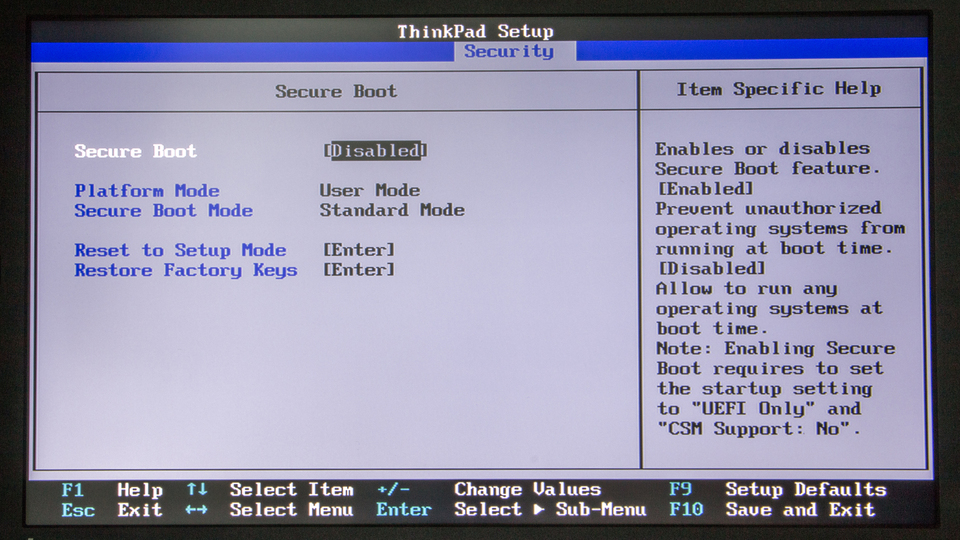 ThinkPad Setup
Security
Secure Boot
Secure Boot [Disabled]
Platform Mode User Mode
Secure Boot Mode Standard Mode
Reset to Setup Mode [Enter]
Restore Factory Keys [Enter]
Item Specific Help
Enables or disables
Secure Boot feature.
[Enabled]
Prevent unauthorized
operating systems from
running at boot time.
[Disabled]
Allow to run any
operating systems at
boot time.
Note: Enabling Secure
Boot requires to set
the startup setting
to "UEFI Only" and
"CSM Support: No".
F1 Help ↑↓ Select Item +/- Change Values F9 Setup Defaults
Esc Exit ←→ Select Menu Enter Select ▶ Sub-Menu F10 Save and Exit